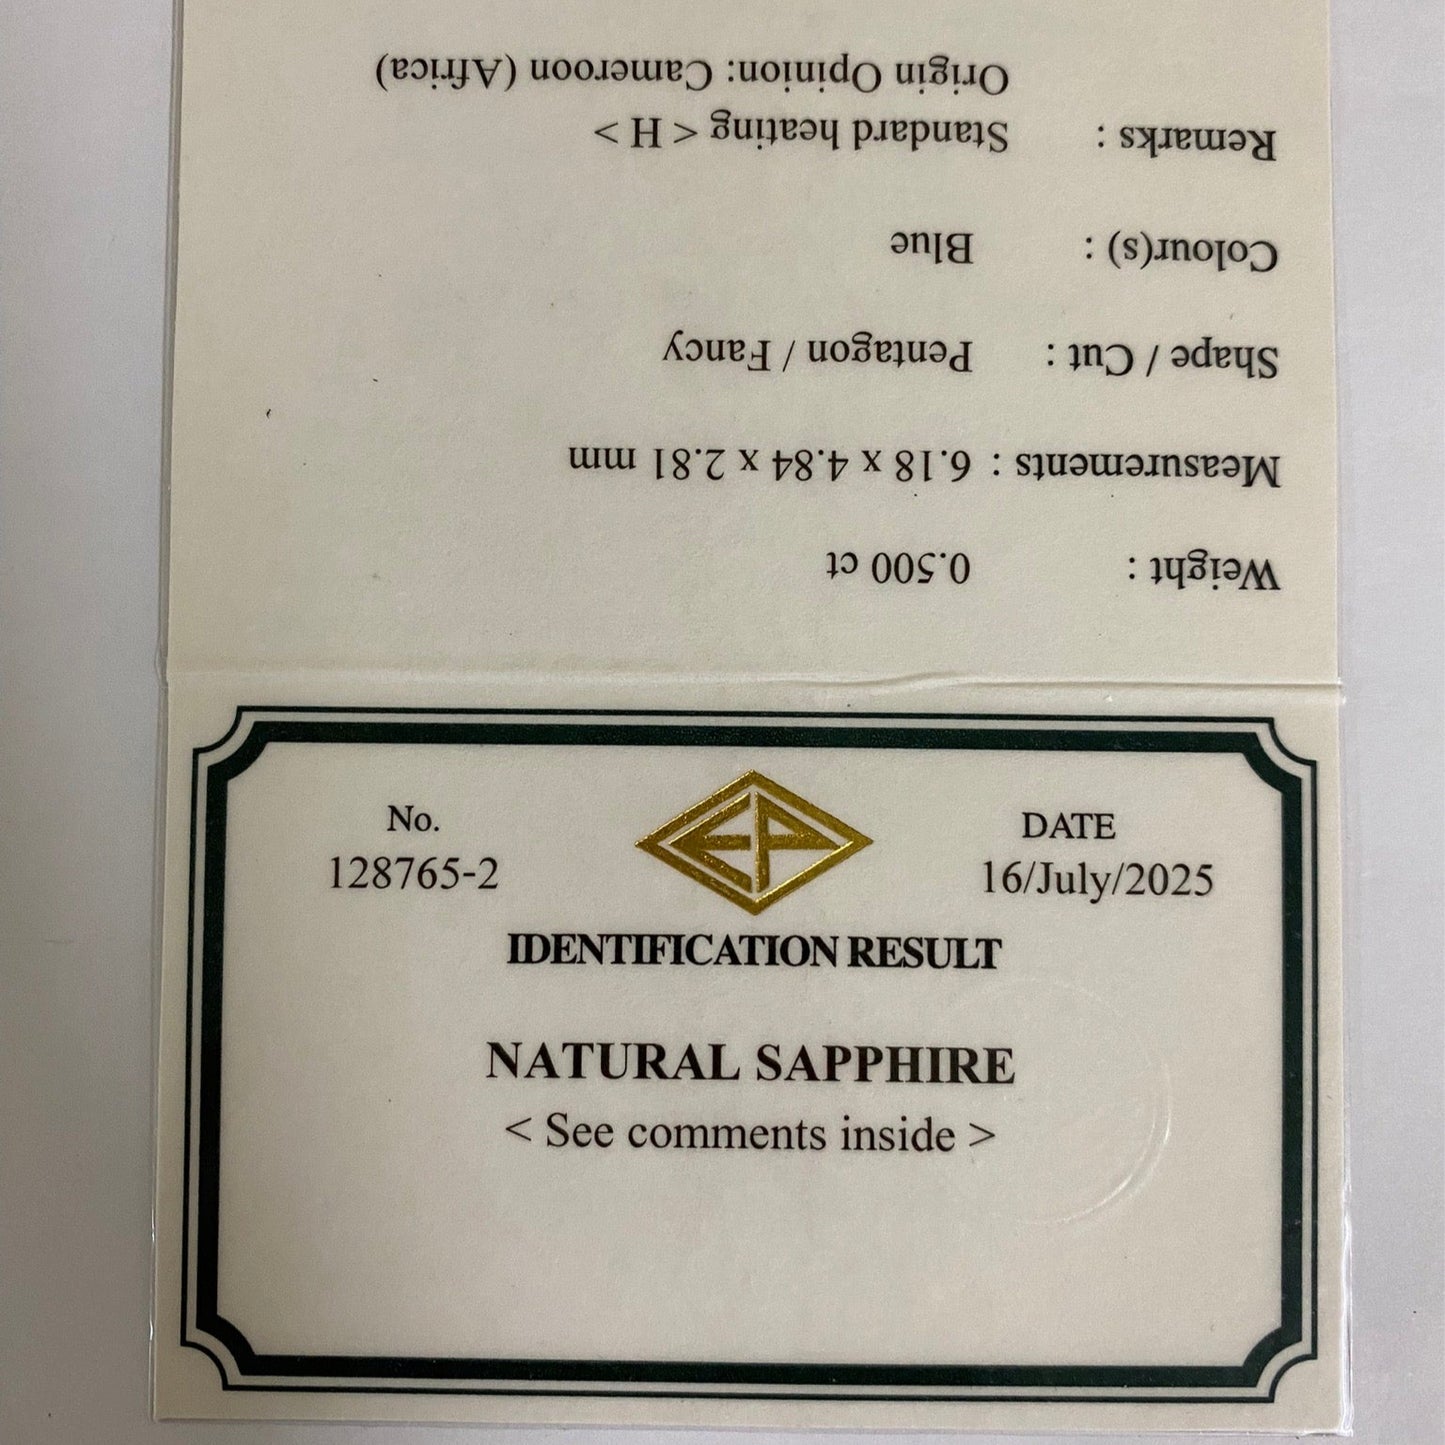 No.
128765-2
EP
DATE
16/July/2025
IDENTIFICATION RESULT
NATURAL SAPPHIRE
< See comments inside >
Weight : 0.500 ct
Measurements : 6.18 x 4.84 x 2.81 mm
Shape / Cut : Pentagon / Fancy
Colour(s) : Blue
Remarks : Standard heating < H >
Origin Opinion: Cameroon (Africa)